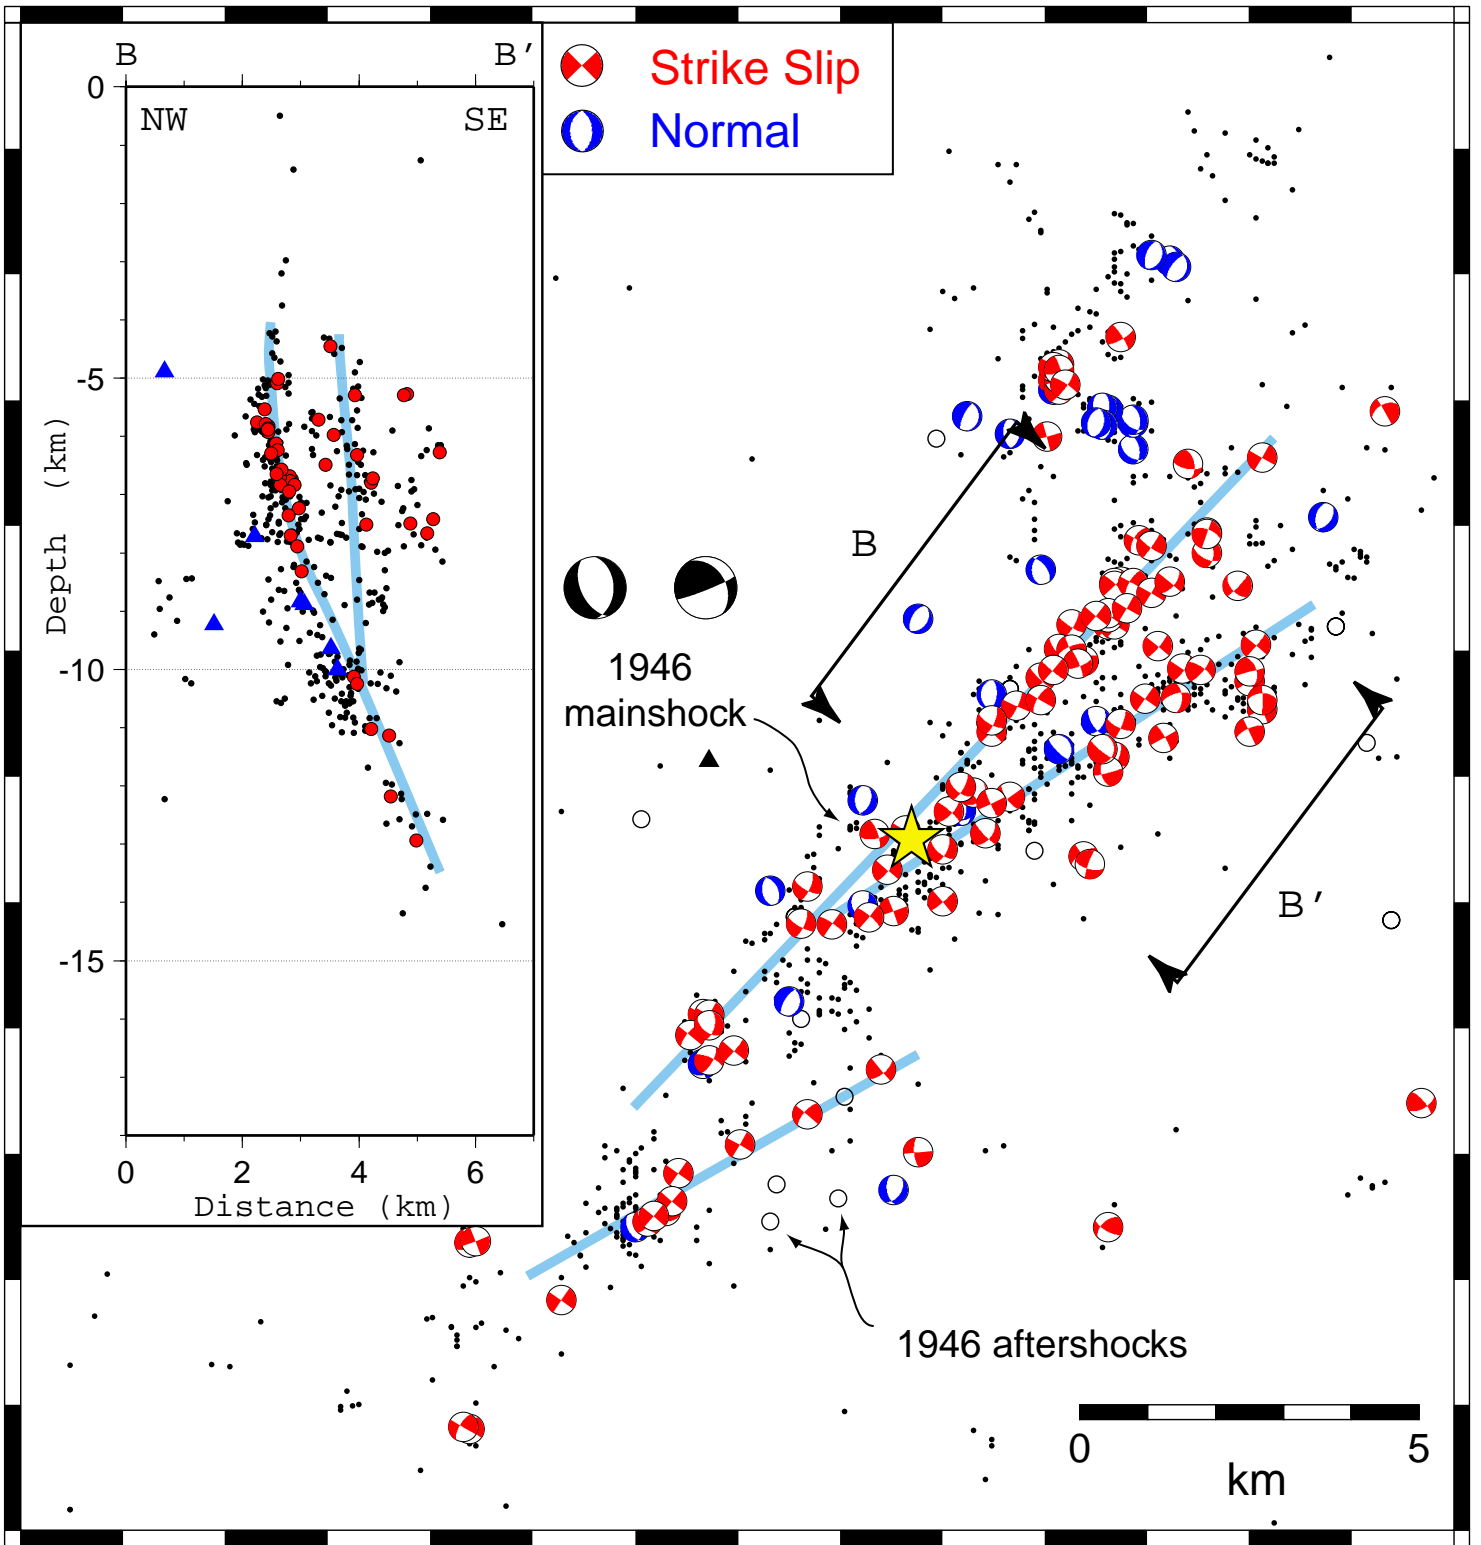 B B'
NW SE
0
-5
-10
-15
Depth (km)
0 2 4 6
Distance (km)
Strike Slip
Normal
B
1946
mainshock
B'
1946 aftershocks
0 5
km